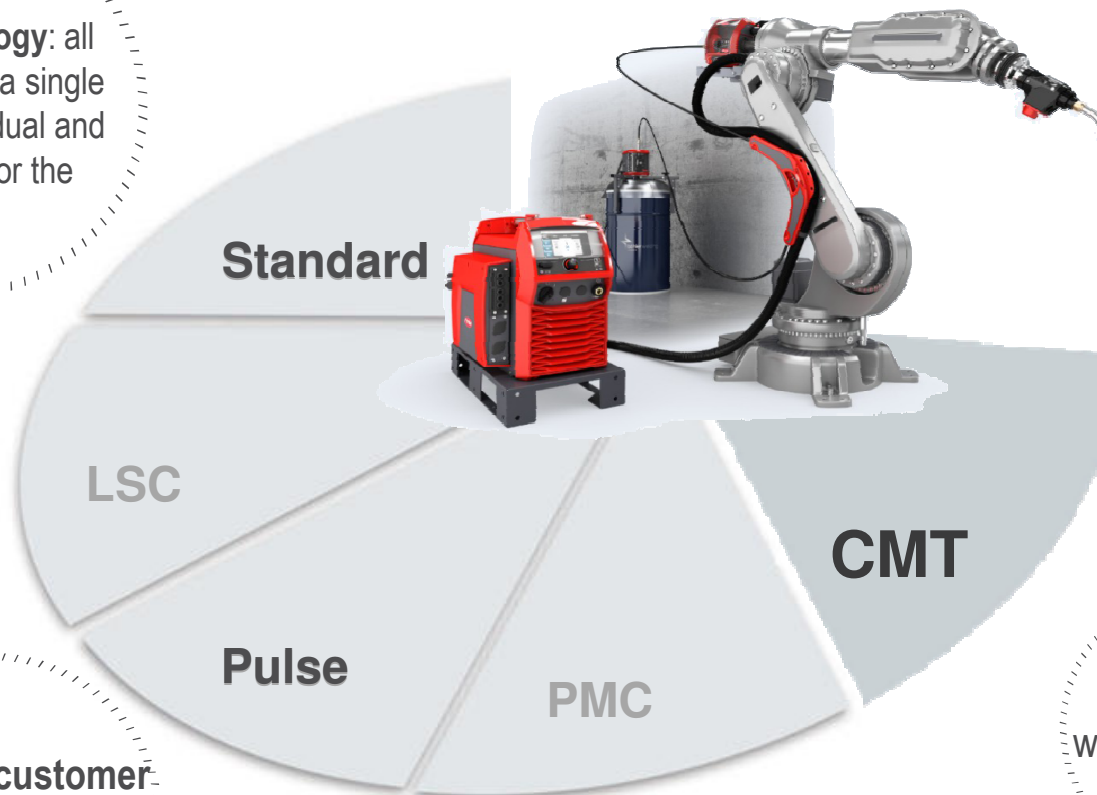 ogy: all
a single
dual and
or the
Standard
LSC
CMT
Pulse
PMC
customer
w